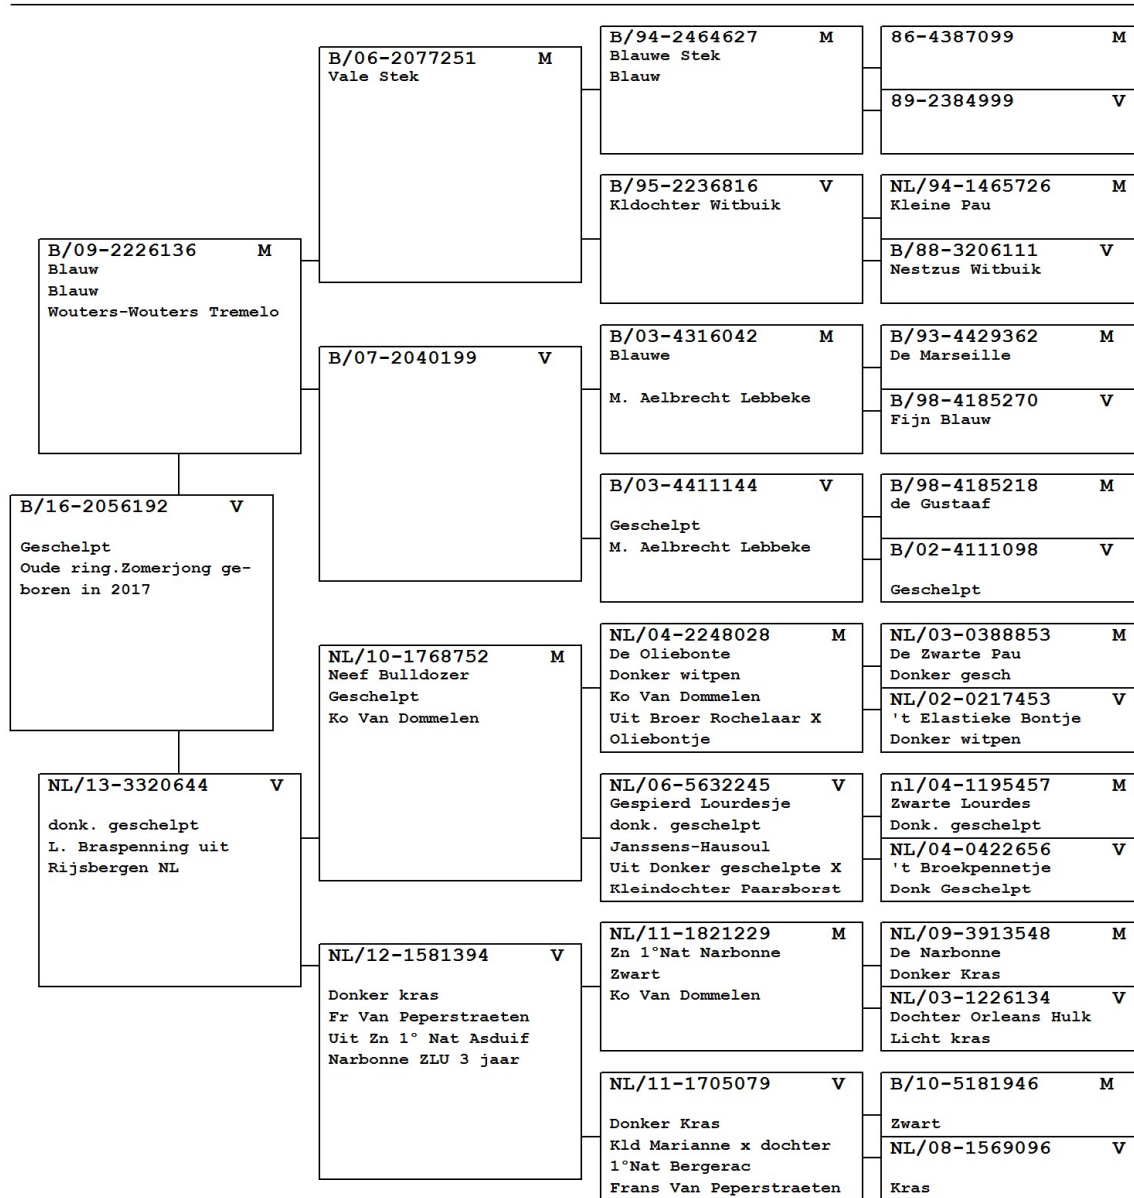 B/16-2056192 V
Geschelpt
Oude ring.Zomerjong ge-
boren in 2017
B/09-2226136 M
Blauw
Blauw
Wouters-Wouters Tremelo
NL/13-3320644 V
donk. geschelpt
L. Braspenning uit
Rijsbergen NL
B/06-2077251 M
Vale Stek
B/07-2040199 V
NL/10-1768752 M
Neef Bulldozer
Geschelpt
Ko Van Dommelen
NL/12-1581394 V
Donker kras
Fr Van Peperstraeten
Uit Zn 1° Nat Asduif
Narbonne ZLU 3 jaar
B/94-2464627 M
Blauwe Stek
Blauw
B/95-2236816 V
Kldochter Witbuik
B/03-4316042 M
Blauwe
M. Aelbrecht Lebbeke
B/03-4411144 V
Geschelpt
M. Aelbrecht Lebbeke
NL/04-2248028 M
De Oliebonte
Donker witpen
Ko Van Dommelen
Uit Broer Rochelaar X
Oliebontje
NL/06-5632245 V
Gespierd Lourdesje
donk. geschelpt
Janssens-Hausoul
Uit Donker geschelpte X
Kleindochter Paarsborst
NL/11-1821229 M
Zn 1°Nat Narbonne
Zwart
Ko Van Dommelen
NL/11-1705079 V
Donker Kras
Kld Marianne x dochter
1°Nat Bergerac
Frans Van Peperstraeten
86-4387099 M
89-2384999 V
NL/94-1465726 M
Kleine Pau
B/88-3206111 V
Nestzus Witbuik
B/93-4429362 M
De Marseille
B/98-4185270 V
Fijn Blauw
B/98-4185218 M
de Gustaaf
B/02-4111098 V
Geschelpt
NL/03-0388853 M
De Zwarte Pau
Donker gesch
NL/02-0217453 V
't Elastieke Bontje
Donker witpen
nl/04-1195457 M
Zwarte Lourdes
Donk. geschelpt
NL/04-0422656 V
't Broekpennetje
Donk Geschelpt
NL/09-3913548 M
De Narbonne
Donker Kras
NL/03-1226134 V
Dochter Orleans Hulk
Licht kras
B/10-5181946 M
Zwart
NL/08-1569096 V
Kras